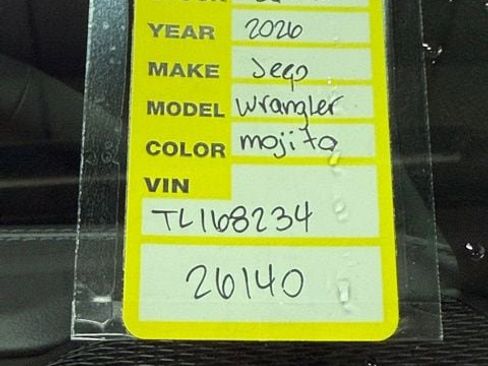 YEAR 2026
MAKE Jeep
MODEL Wrangler
COLOR mojito
VIN
TL168234
26140